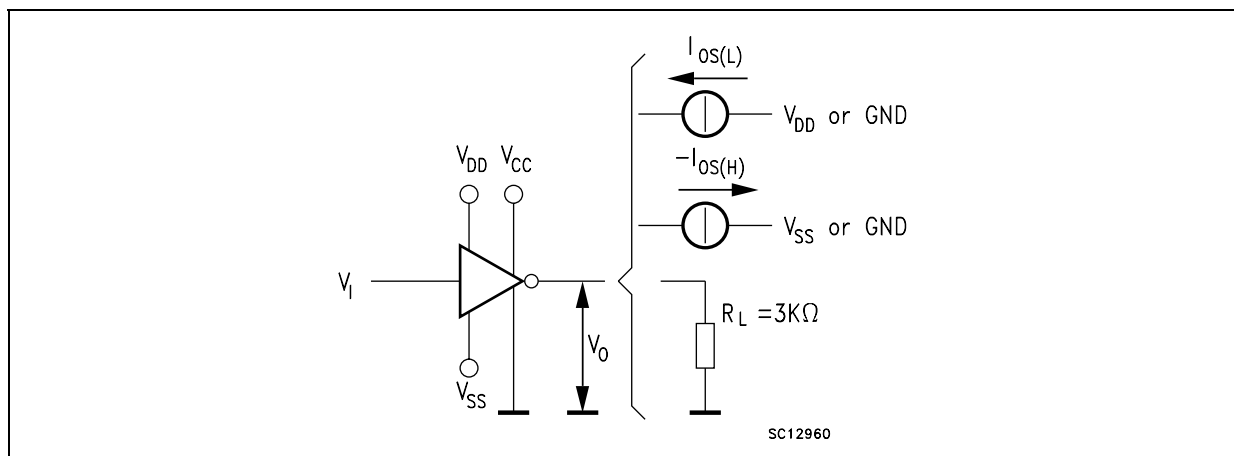 I OS(L)
V DD or GND
-I OS(H)
V SS or GND
V DD V CC
V I
V O
V SS
R L =3KΩ
SC12960